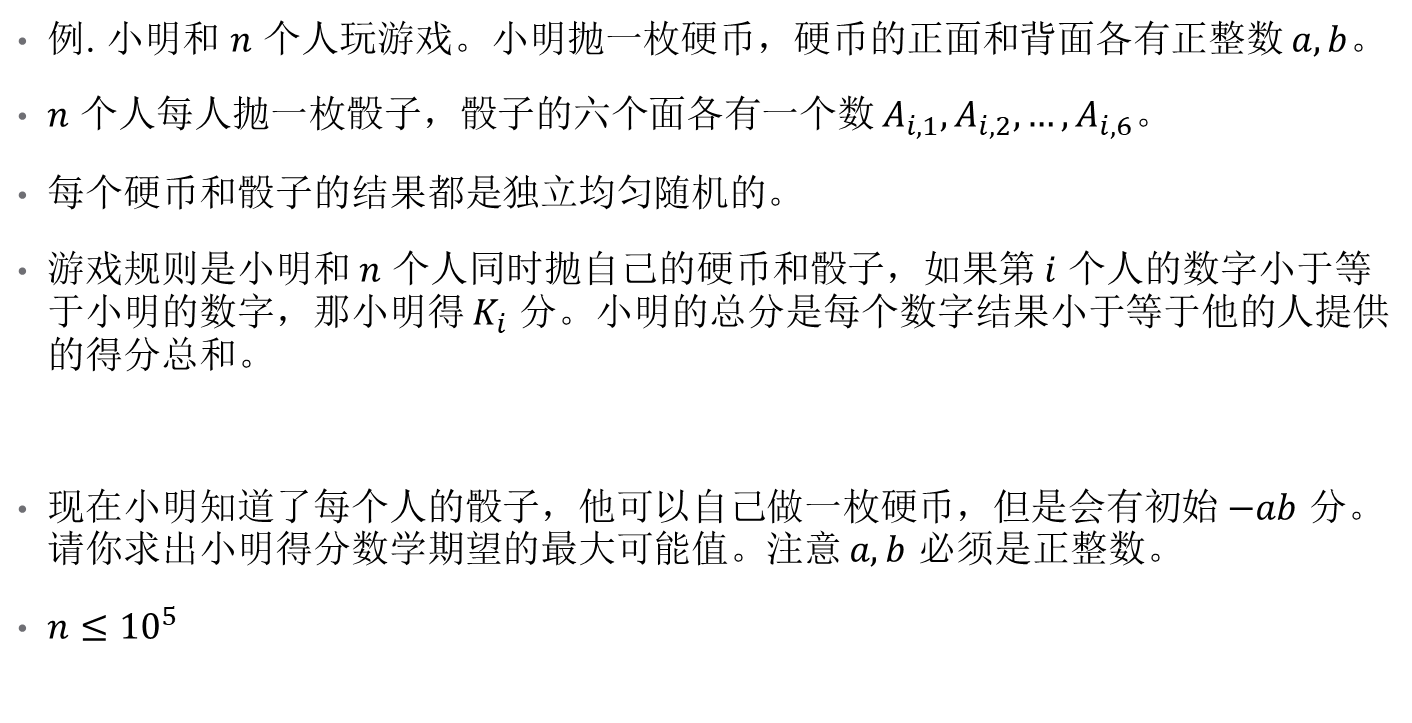 • 例. 小明和 n 个人玩游戏。小明抛一枚硬币，硬币的正面和背面各有正整数 a, b。
• n 个人每人抛一枚骰子，骰子的六个面各有一个数 A_{i,1}, A_{i,2}, … , A_{i,6}。
• 每个硬币和骰子的结果都是独立均匀随机的。
• 游戏规则是小明和 n 个人同时抛自己的硬币和骰子，如果第 i 个人的数字小于等
于小明的数字，那小明得 K_i 分。小明的总分是每个数字结果小于等于他的人提供
的得分总和。
• 现在小明知道了每个人的骰子，他可以自己做一枚硬币，但是会有初始 −ab 分。
请你求出小明得分数学期望的最大可能值。注意 a, b 必须是正整数。
• n ≤ 10^5